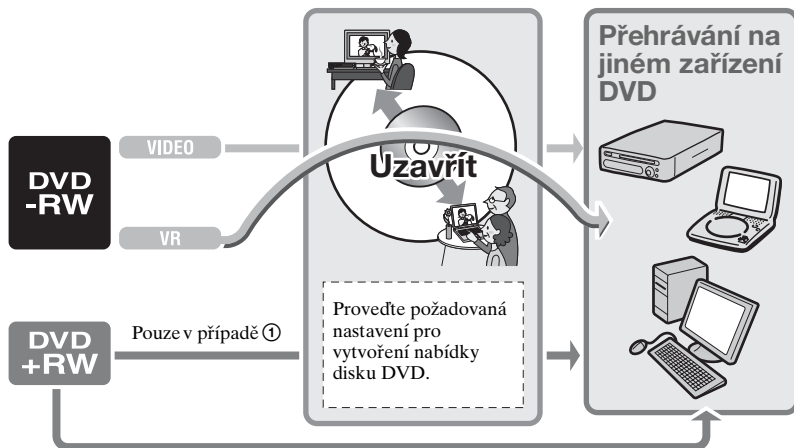 DVD
-RW
VIDEO
VR
Uzavřít
Přehrávání na
jiném zařízení
DVD
DVD
+RW
Pouze v případě ①
Proveďte požadovaná
nastavení pro
vytvoření nabídky
disku DVD.